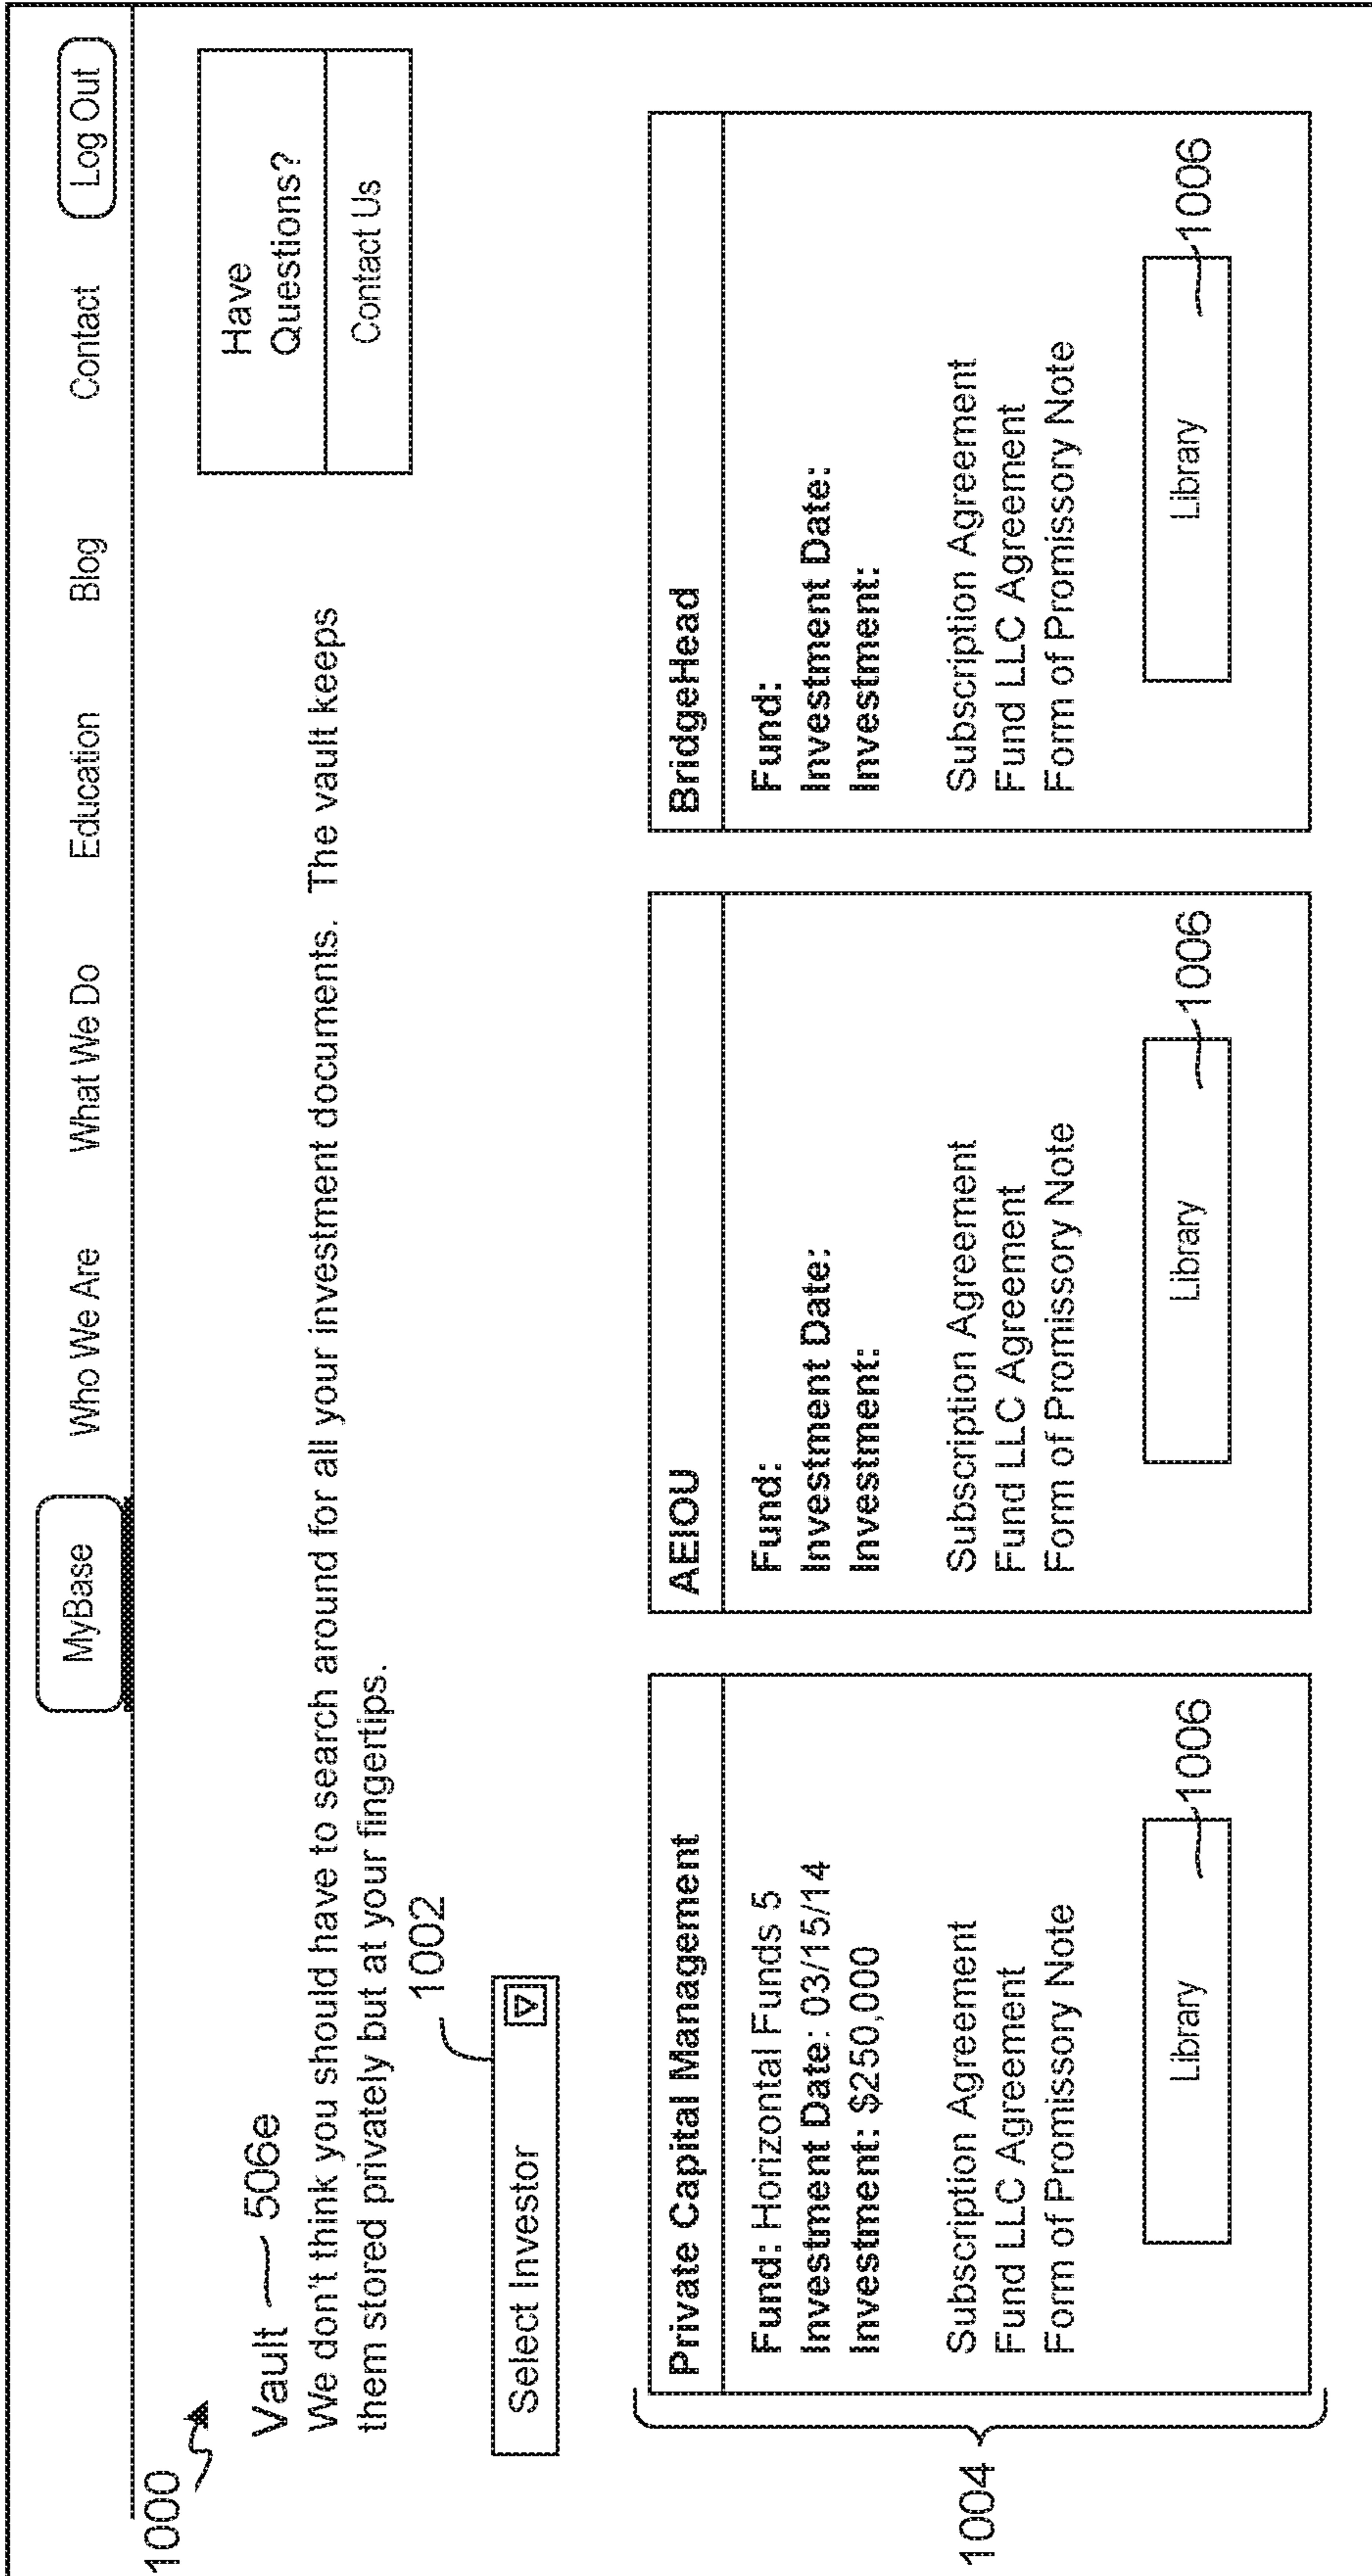 MyBase Who We Are What We Do Education Blog Contact Log Out
1000
Vault 506e
We don't think you should have to search around for all your investment documents. The vault keeps
them stored privately but at your fingertips.
Have
Questions?
Contact Us
1002
Select Investor
1004
Private Capital Management
Fund: Horizontal Funds 5
Investment Date: 03/15/14
Investment: $250,000
Subscription Agreement
Fund LLC Agreement
Form of Promissory Note
Library
1006
AEIOU
Fund:
Investment Date:
Investment:
Subscription Agreement
Fund LLC Agreement
Form of Promissory Note
Library
1006
BridgeHead
Fund:
Investment Date:
Investment:
Subscription Agreement
Fund LLC Agreement
Form of Promissory Note
Library
1006